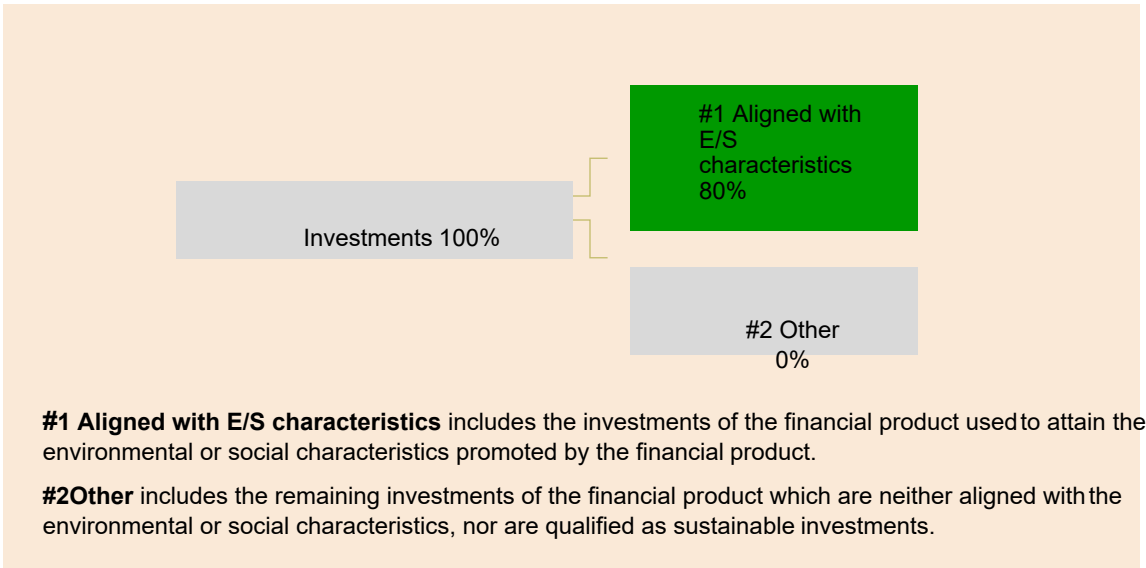 #1 Aligned with
E/S
characteristics
80%
Investments 100%
#2 Other
0%
#1 Aligned with E/S characteristics includes the investments of the financial product used to attain the
environmental or social characteristics promoted by the financial product.
#2Other includes the remaining investments of the financial product which are neither aligned with the
environmental or social characteristics, nor are qualified as sustainable investments.